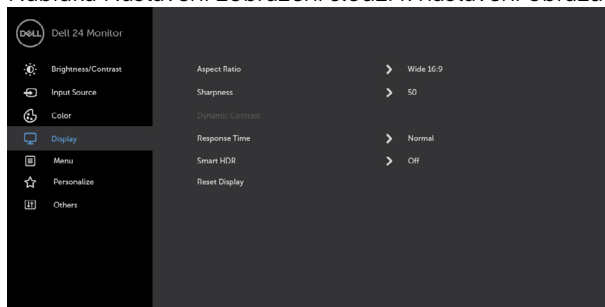 DELL Dell 24 Monitor
Brightness/Contrast
Aspect Ratio Wide 16:9
Input Source
Sharpness 50
Color
Dynamic Contrast
Display
Response Time Normal
Menu
Smart HDR Off
Personalize
Reset Display
Others